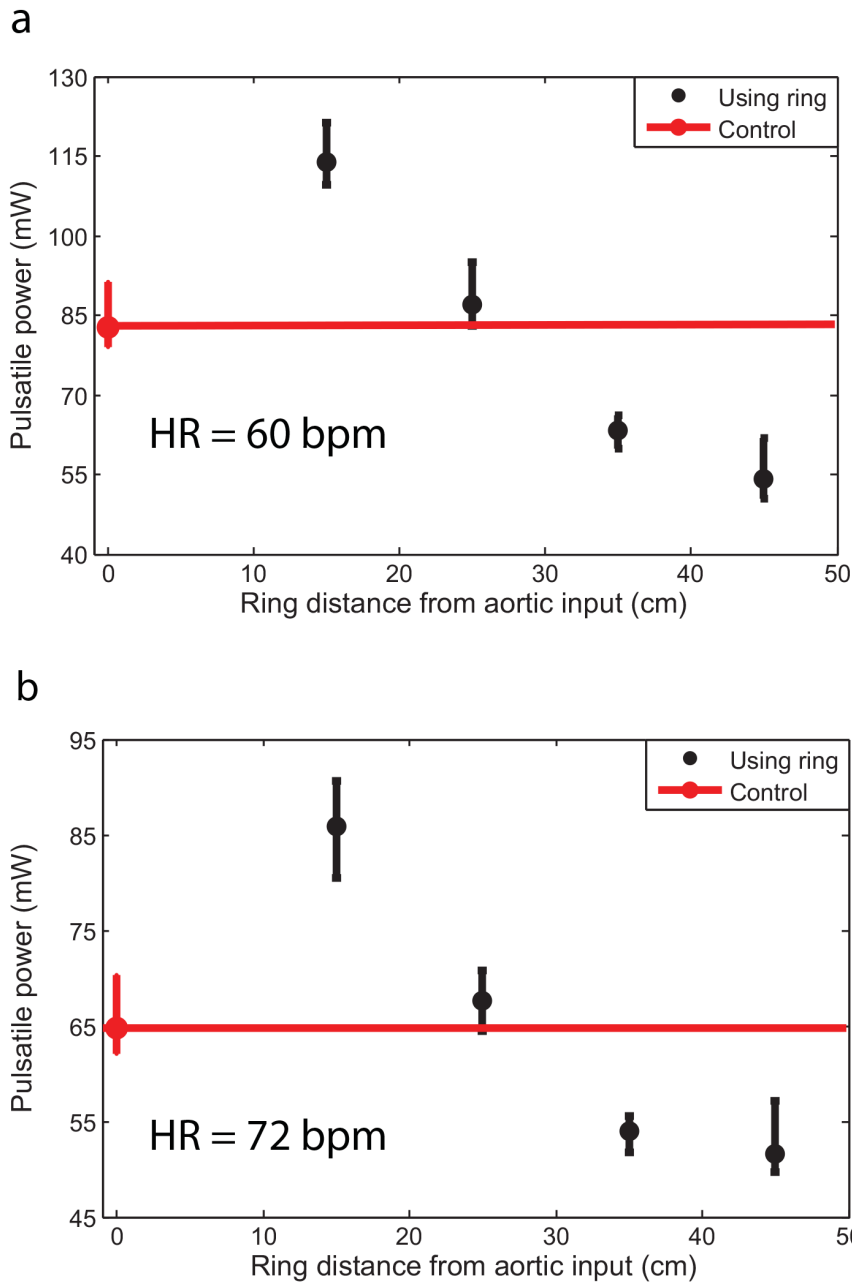 a
130
115
100
85
70
55
40
Pulsatile power (mW)
Using ring
Control
HR = 60 bpm
0 10 20 30 40 50
Ring distance from aortic input (cm)
b
95
85
75
65
55
45
Pulsatile power (mW)
Using ring
Control
HR = 72 bpm
0 10 20 30 40 50
Ring distance from aortic input (cm)